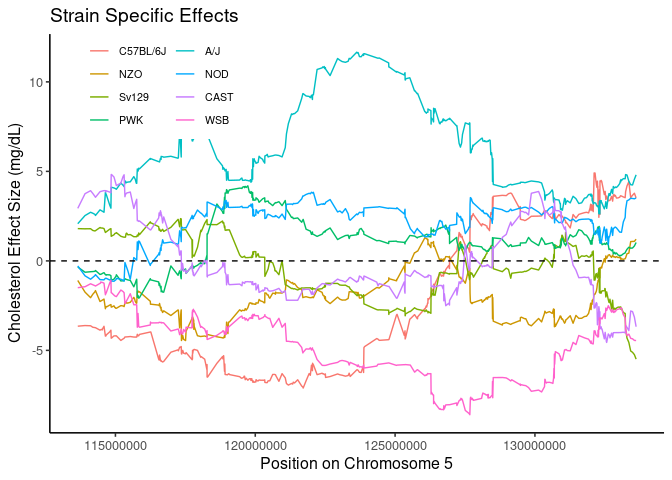 Strain Specific Effects
C57BL/6J
A/J
NZO
NOD
Sv129
CAST
PWK
WSB
Cholesterol Effect Size (mg/dL)
10
5
0
-5
115000000
120000000
125000000
130000000
Position on Chromosome 5